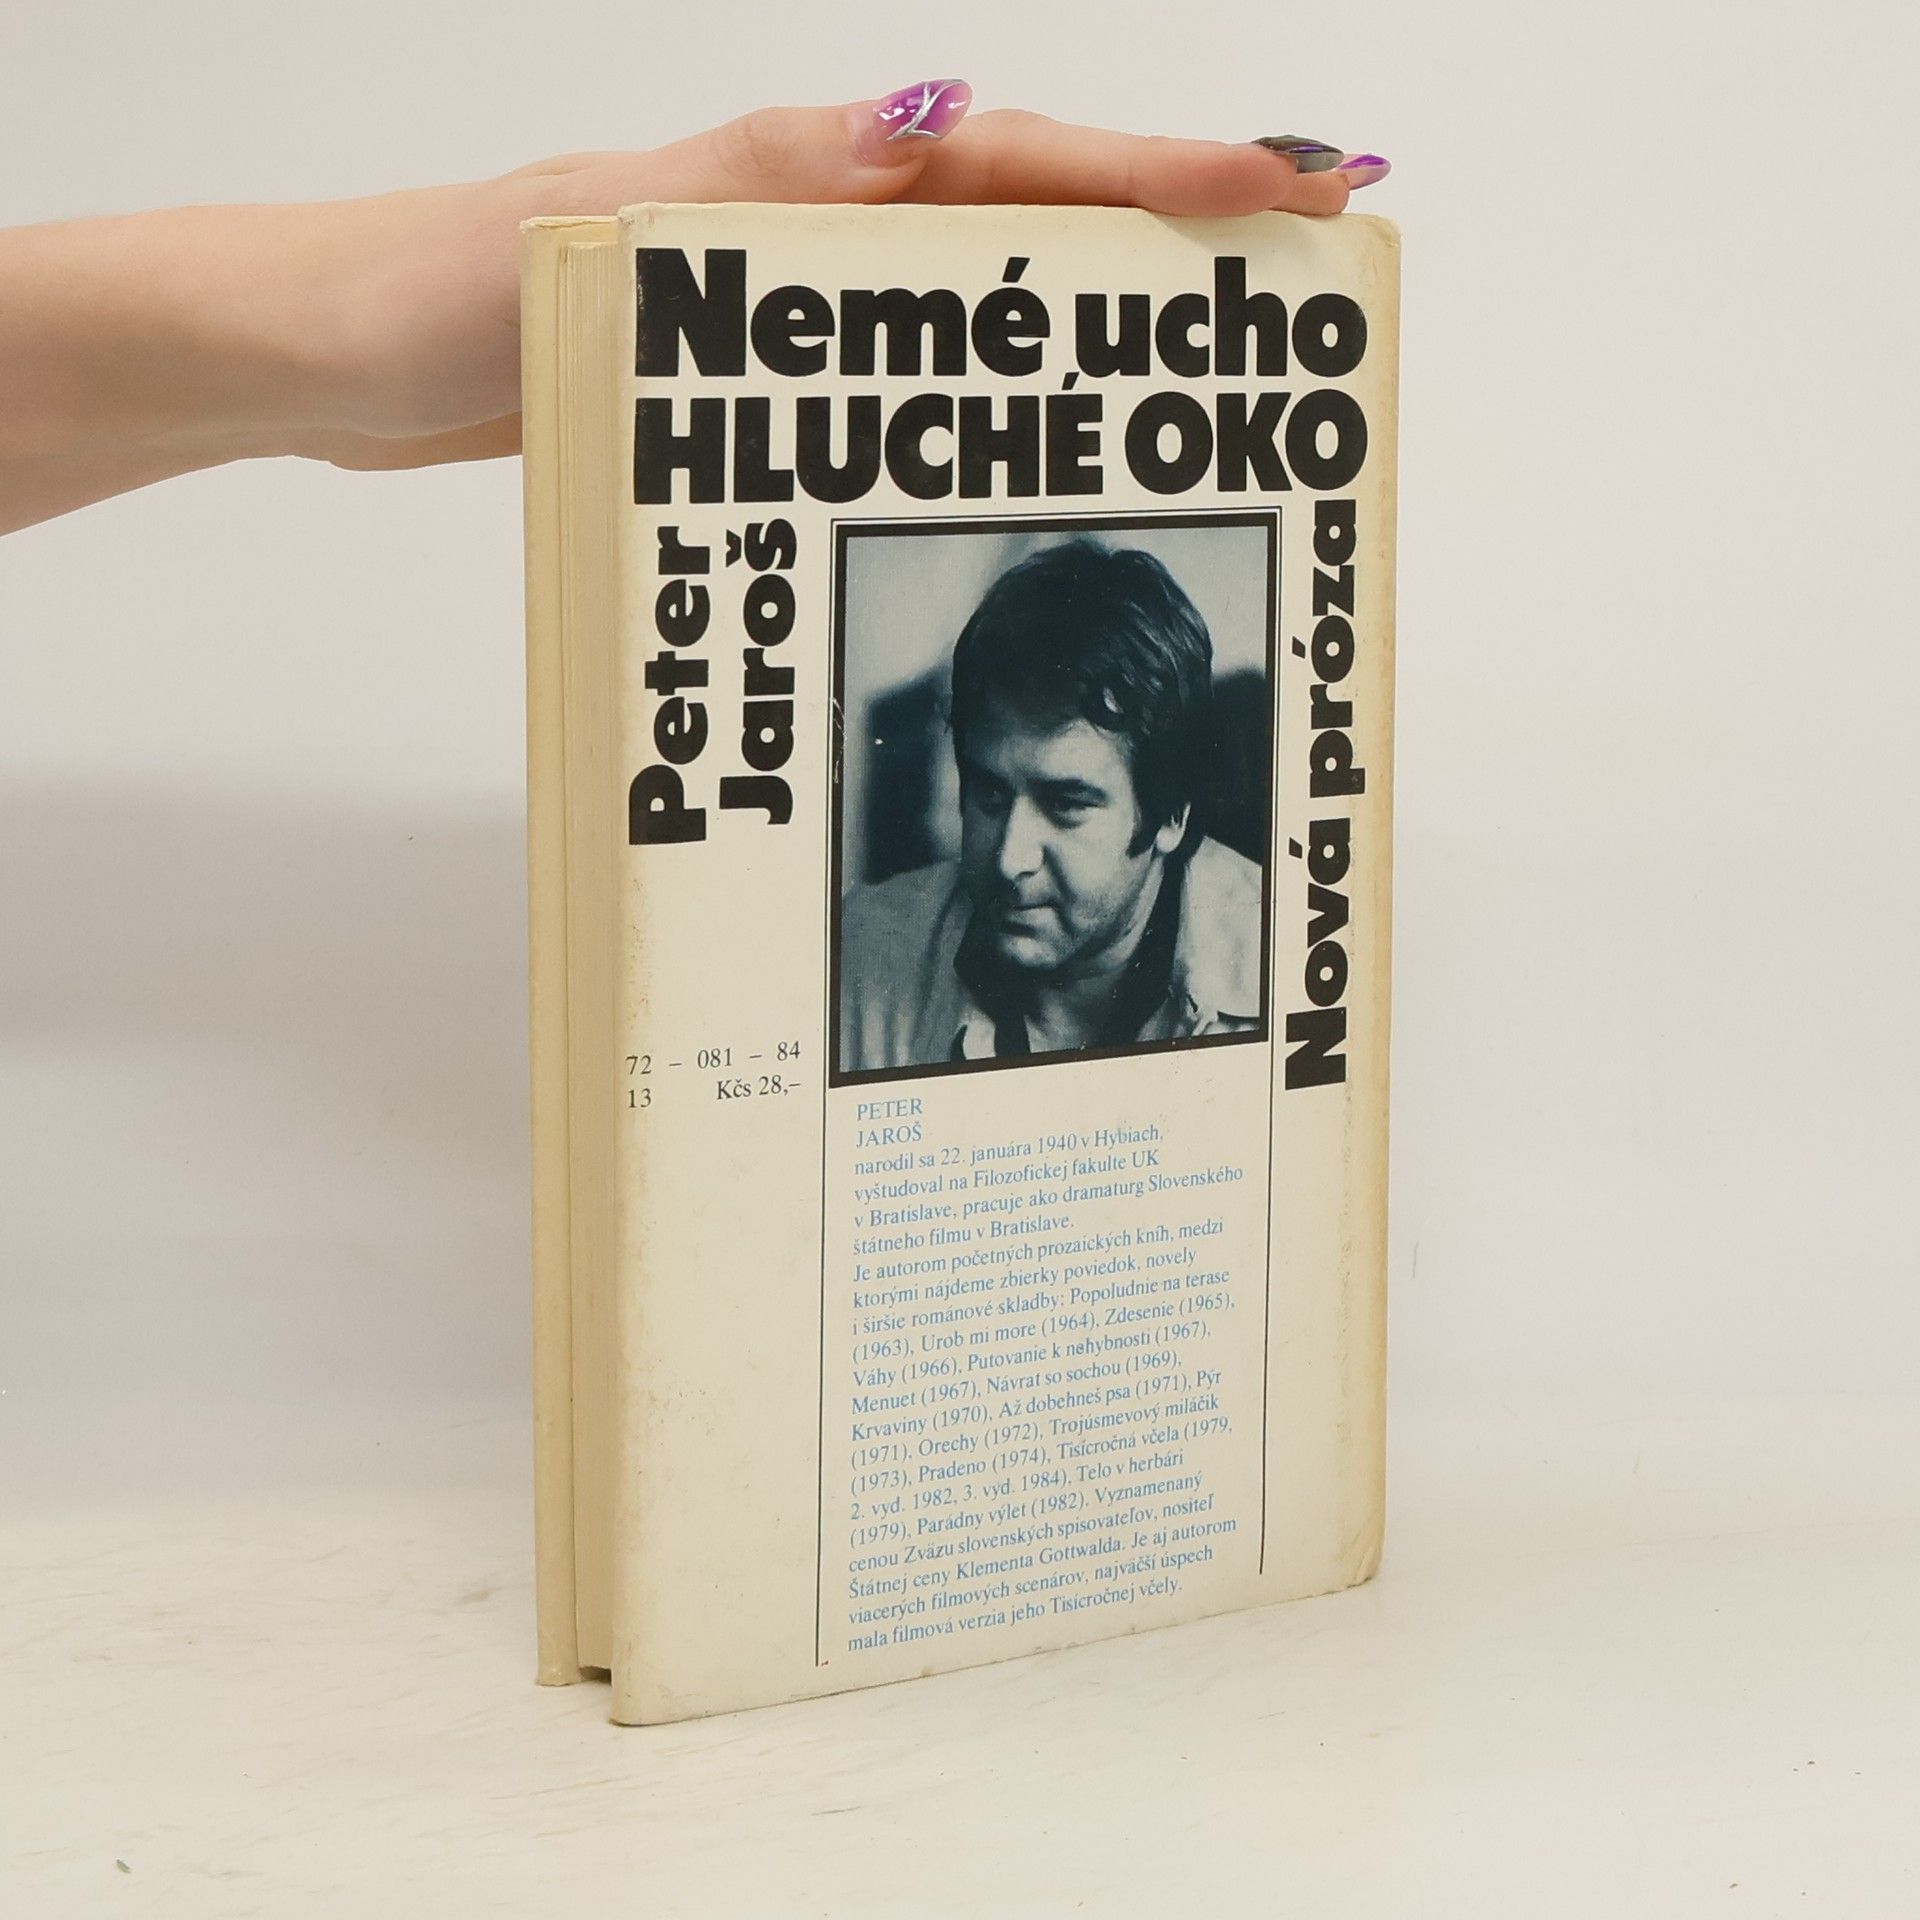 Nemé ucho
HLUCHÉ OKO
Peter
Jaroš
Nová próza
72 – 081 – 84
13 Kčs 28,–
PETER
JAROŠ
narodil sa 22. januára 1940 v Hybiach,
vyštudoval na Filozofickej fakulte UK
v Bratislave, pracuje ako dramaturg Slovenského
štátneho filmu v Bratislave.
Je autorom početných prozaických kníh, medzi
ktorými nájdeme zbierky poviedok, novely
i širšie románové skladby: Popoludnie na terase
(1963), Urob mi more (1964), Zdesenie (1965),
Váhy (1966), Putovanie k nehybnosti (1967),
Menuet (1967), Návrat so sochou (1969),
Krvaviny (1970), Až dobehneš psa (1971), Pýr
(1971), Orechy (1972), Trojúsmevový miláčik
(1973), Pradeno (1974), Tisícročná včela (1979,
2. vyd. 1982, 3. vyd. 1984), Telo v herbári
(1979), Parádny výlet (1982). Vyznamenaný
cenou Zväzu slovenských spisovateľov, nositeľ
Štátnej ceny Klementa Gottwalda. Je aj autorom
viacerých filmových scenárov, najväčší úspech
mala filmová verzia jeho Tisícročnej včely.